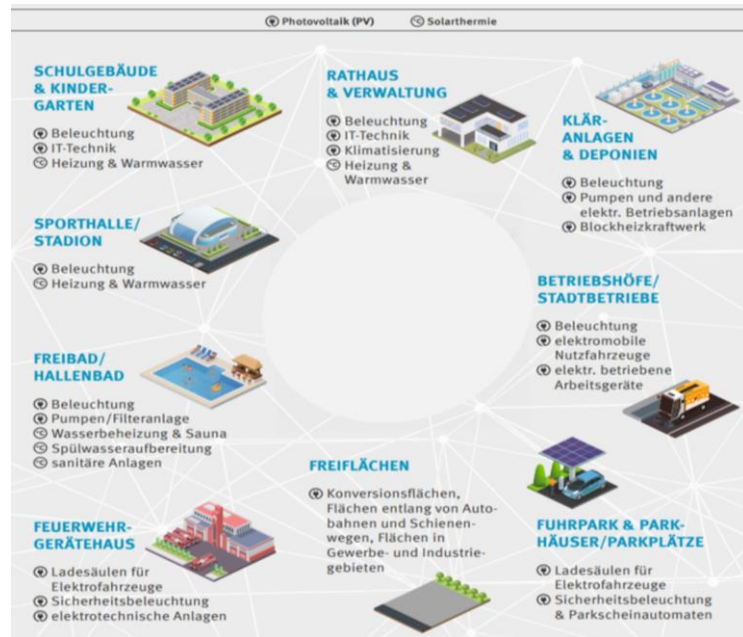 Photovoltaik (PV)
Solarthermie
SCHULGEBÄUDE
& KINDER-
GARTEN
Beleuchtung
IT-Technik
Heizung & Warmwasser
RATHAUS
& VERWALTUNG
Beleuchtung
IT-Technik
Klimatisierung
Heizung &
Warmwasser
KLÄR-
ANLAGEN
& DEPONIEN
Beleuchtung
Pumpen und andere
elektr. Betriebsanlagen
Blockheizkraftwerk
SPORTHALLE/
STADION
Beleuchtung
Heizung & Warmwasser
BETRIEBSHÖFE/
STADTBETRIEBE
Beleuchtung
elektromobile
Nutzfahrzeuge
elektr. betriebene
Arbeitsgeräte
FREIBAD/
HALLENBAD
Beleuchtung
Pumpen/Filteranlage
Wasserbeheizung & Sauna
Spülwasseraufbereitung
sanitäre Anlagen
FREIFLÄCHEN
Konversionsflächen,
Flächen entlang von Auto-
bahnen und Schienen-
wegen, Flächen in
Gewerbe- und Industrie-
gebieten
FEUERWEHR-
GERÄTEHAUS
Ladesäulen für
Elektrofahrzeuge
Sicherheitsbeleuchtung
elektrotechnische Anlagen
FUHRPARK & PARK-
HÄUSER/PARKPLÄTZE
Ladesäulen für
Elektrofahrzeuge
Sicherheitsbeleuchtung
& Parkscheinautomaten